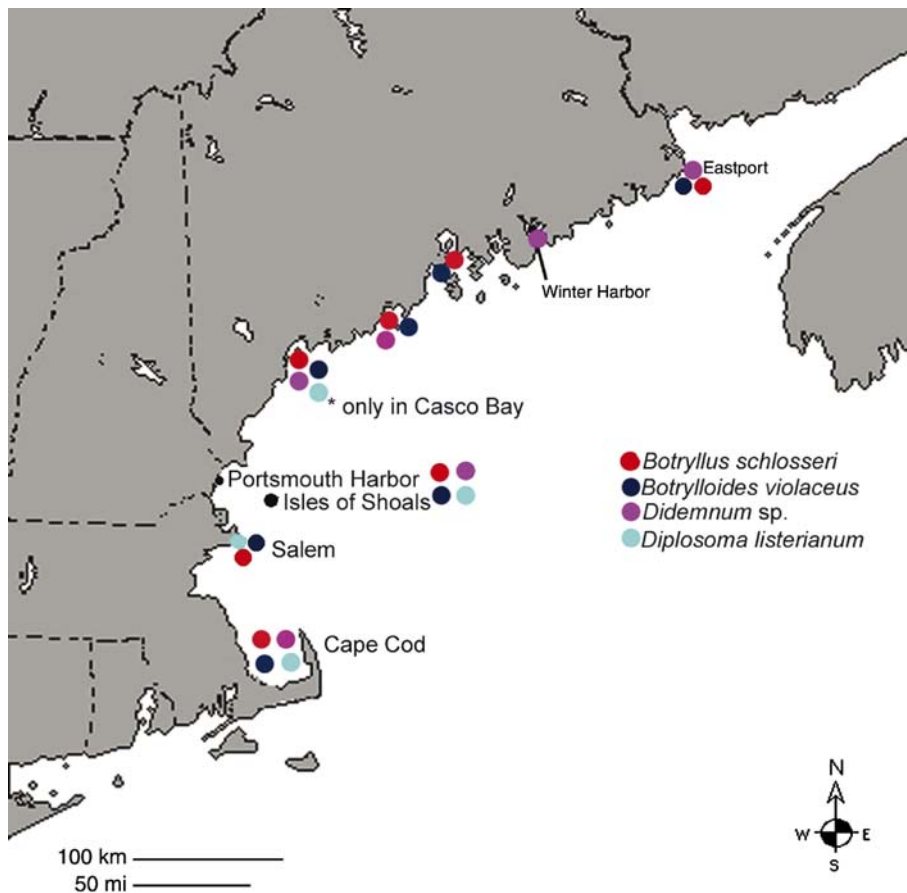 Eastport
Winter Harbor
* only in Casco Bay
Portsmouth Harbor
Isles of Shoals
Botryllus schlosseri
Botrylloides violaceus
Didemnum sp.
Diplosoma listerianum
Salem
Cape Cod
N
W E
S
100 km
50 mi